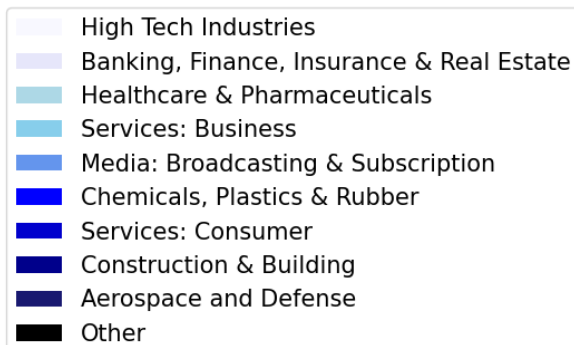 High Tech Industries
Banking, Finance, Insurance & Real Estate
Healthcare & Pharmaceuticals
Services: Business
Media: Broadcasting & Subscription
Chemicals, Plastics & Rubber
Services: Consumer
Construction & Building
Aerospace and Defense
Other